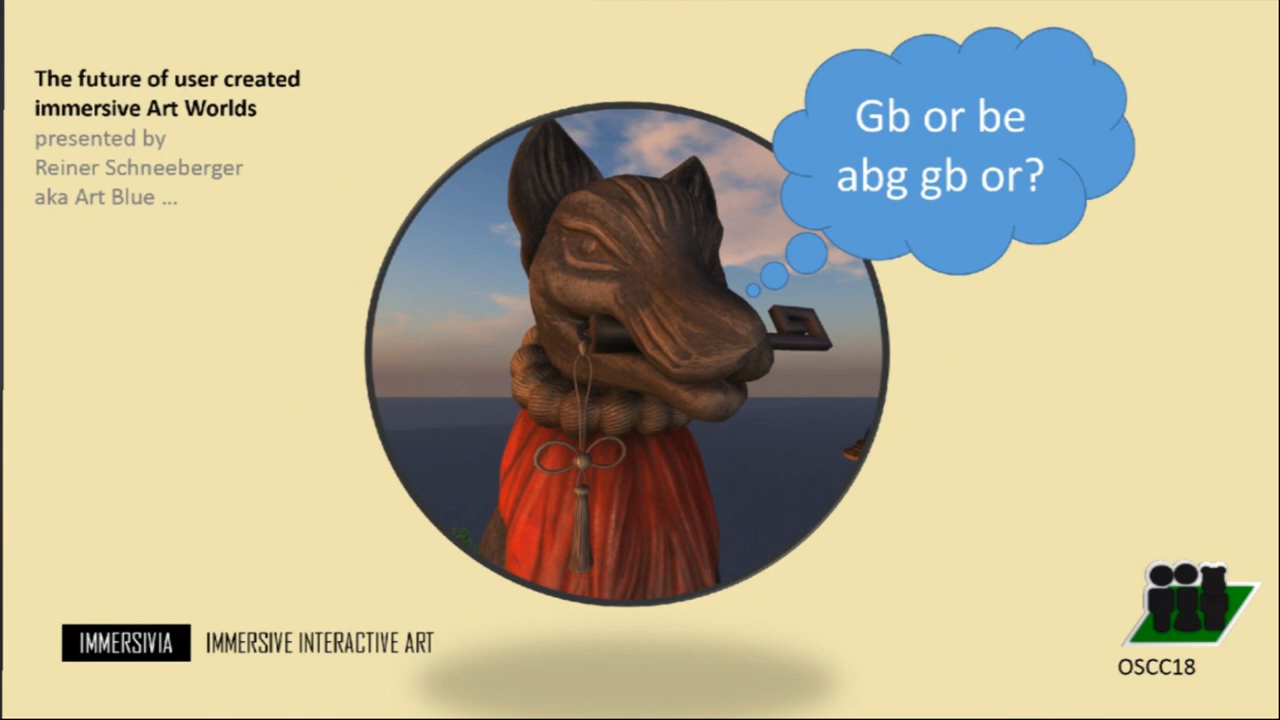 The future of user created
immersive Art Worlds
presented by
Reiner Schneeberger
aka Art Blue ...
Gb or be
abg gb or?
IMMERSIVIA IMMERSIVE INTERACTIVE ART
OSCC18